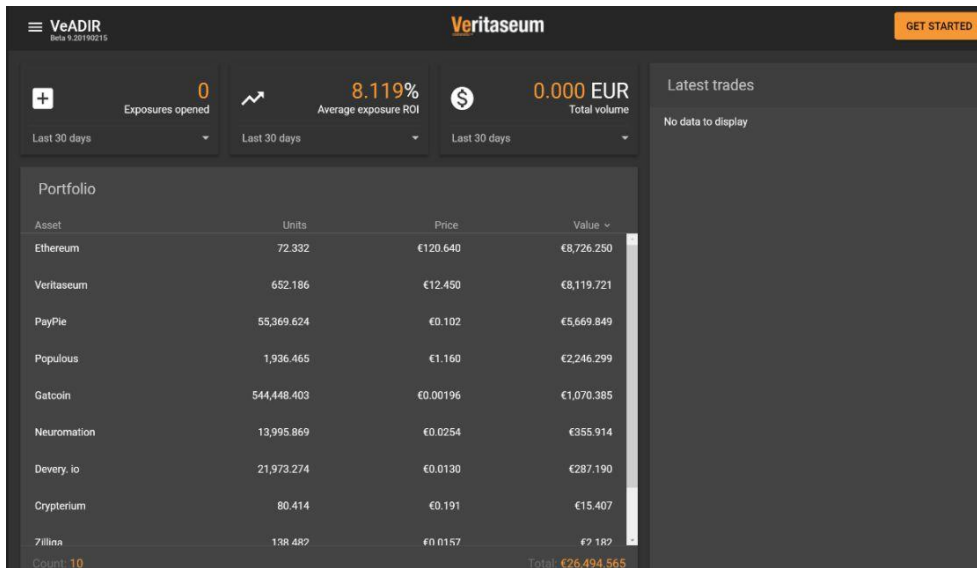 VeADIR
Beta 9.20190215
Veritaseum
GET STARTED
0
Exposures opened
Last 30 days
8.119%
Average exposure ROI
Last 30 days
0.000 EUR
Total volume
Last 30 days
Latest trades
No data to display
Portfolio
Asset Units Price Value
Ethereum 72.332 €120.640 €8,726.250
Veritaseum 652.186 €12.450 €8,119.721
PayPie 55,369.624 €0.102 €5,669.849
Populous 1,936.465 €1.160 €2,246.299
Gatcoin 544,448.403 €0.00196 €1,070.385
Neuromation 13,995.869 €0.0254 €355.914
Devery. io 21,973.274 €0.0130 €287.190
Crypterium 80.414 €0.191 €15.407
Zilliqa 138.482 €0.0157 €2.182
Count: 10 Total: €26,494.565